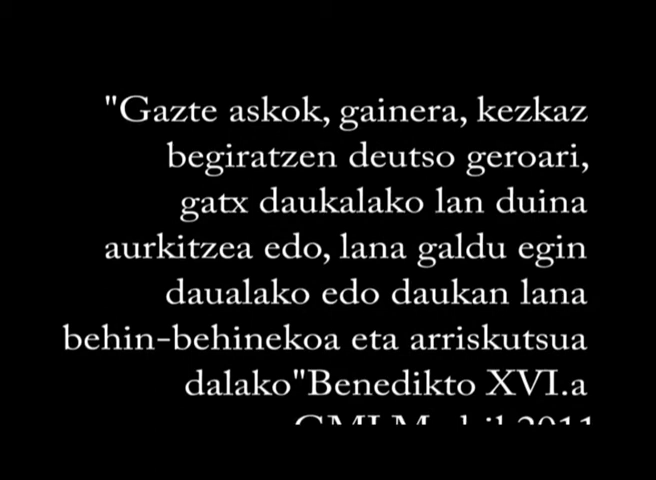 "Gazte askok, gainera, kezkaz
begiratzen deutso geroari,
gatx daukalako lan duina
aurkitzea edo, lana galdu egin
daualako edo daukan lana
behin-behinekoa eta arriskutsua
dalako"Benedikto XVI.a
2011